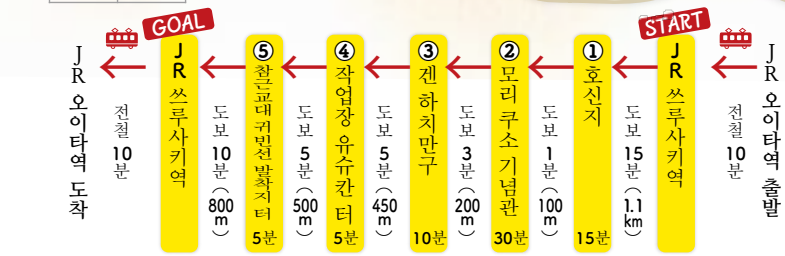 JR 오이타역 출발
전철 10분
START
JR 쓰루사키역
도보 15분 (1.1km)
① 호신지
15분
도보 1분 (100m)
② 모리 쿠소 기념관
30분
도보 3분 (200m)
③ 겐 하치만구
10분
도보 5분 (450m)
④ 작업장 유슈칸 터
5분
도보 5분 (500m)
⑤ 참근교대 귀빈선 발착지 터
5분
도보 10분 (800m)
GOAL
JR 쓰루사키역
전철 10분
JR 오이타역 도착